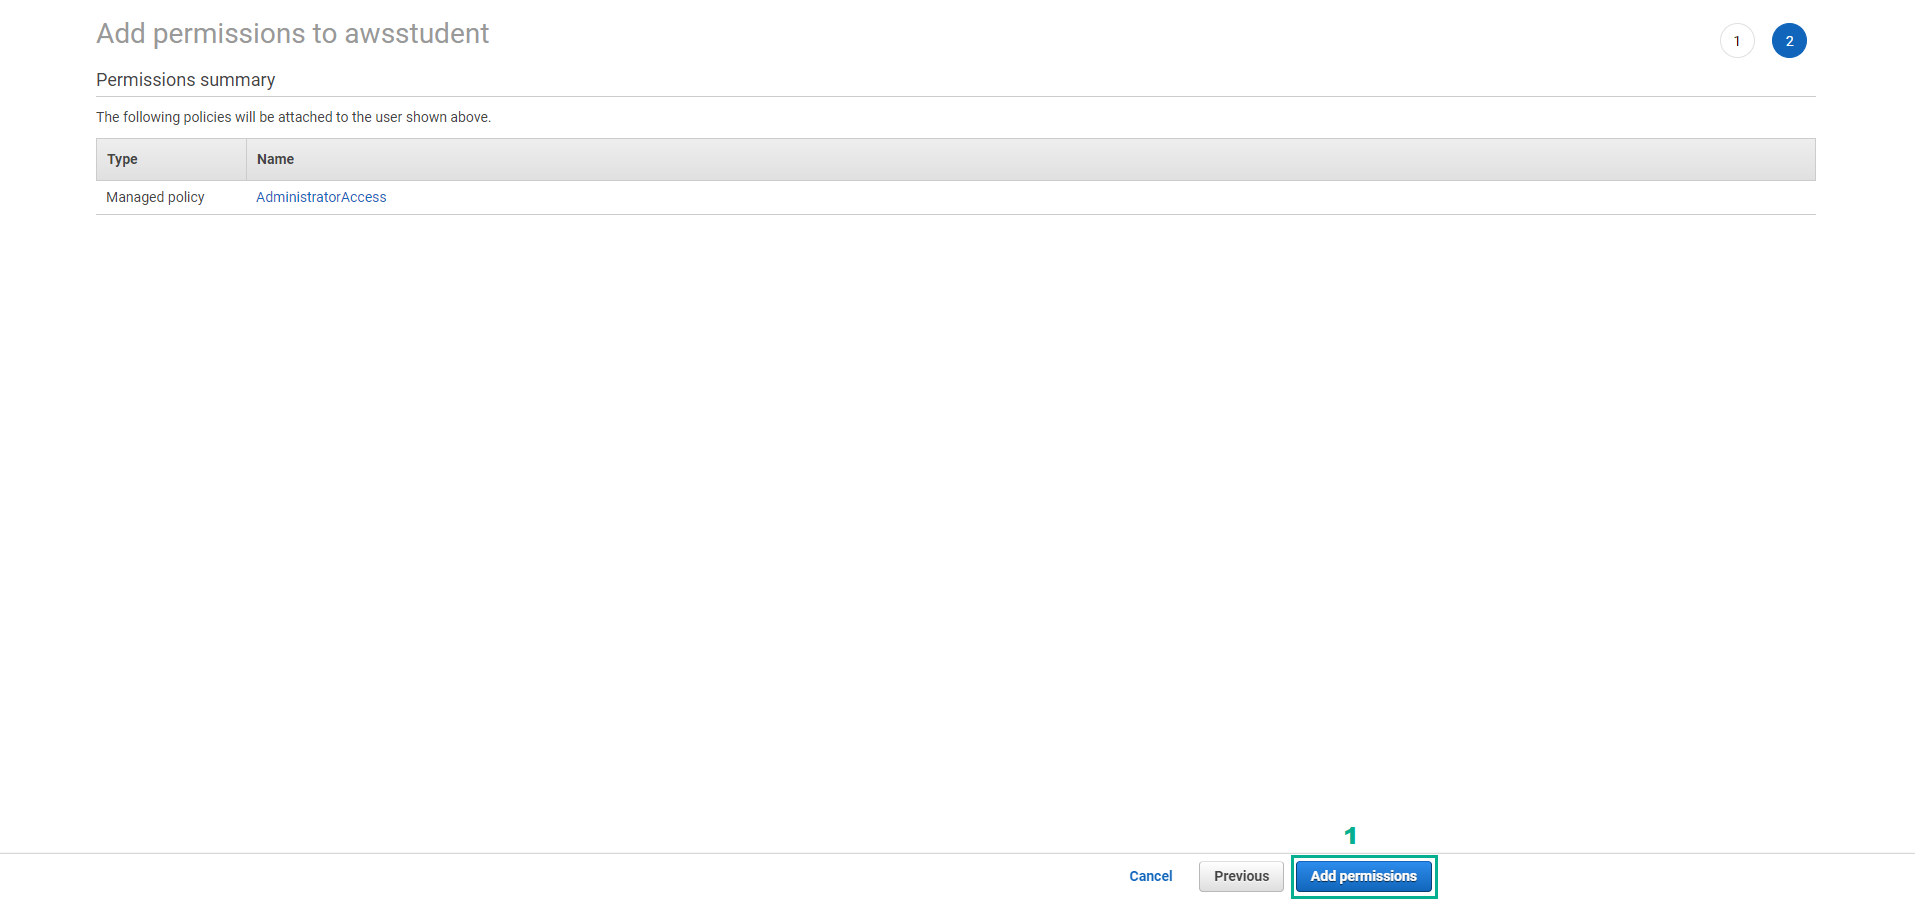 Add permissions to awsstudent
1 2
Permissions summary
The following policies will be attached to the user shown above.
Type Name
Managed policy AdministratorAccess
1
Cancel Previous Add permissions